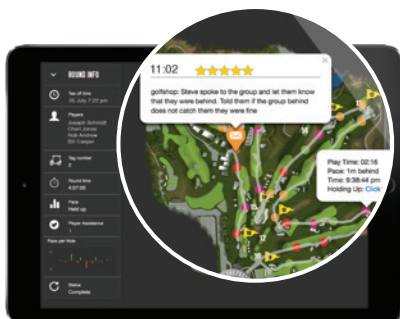 ROUND INFO
Tee off time
15 July 7:22 pm
Players
Joseph Schmidt
Charl Jones
Rob Andrew
Bill Casper
Tag number
2
Round time
4:07:00
Pace
Held up
Player Assistance
1
Pace per Hole
Status
Complete
11:02
golfshop: Steve spoke to the group and let them know
that they were behind. Told them if the group behind
does not catch them they were fine
Play Time: 02:16
Pace: 1m behind
Time: 9:38:44 pm
Holding Up: Click